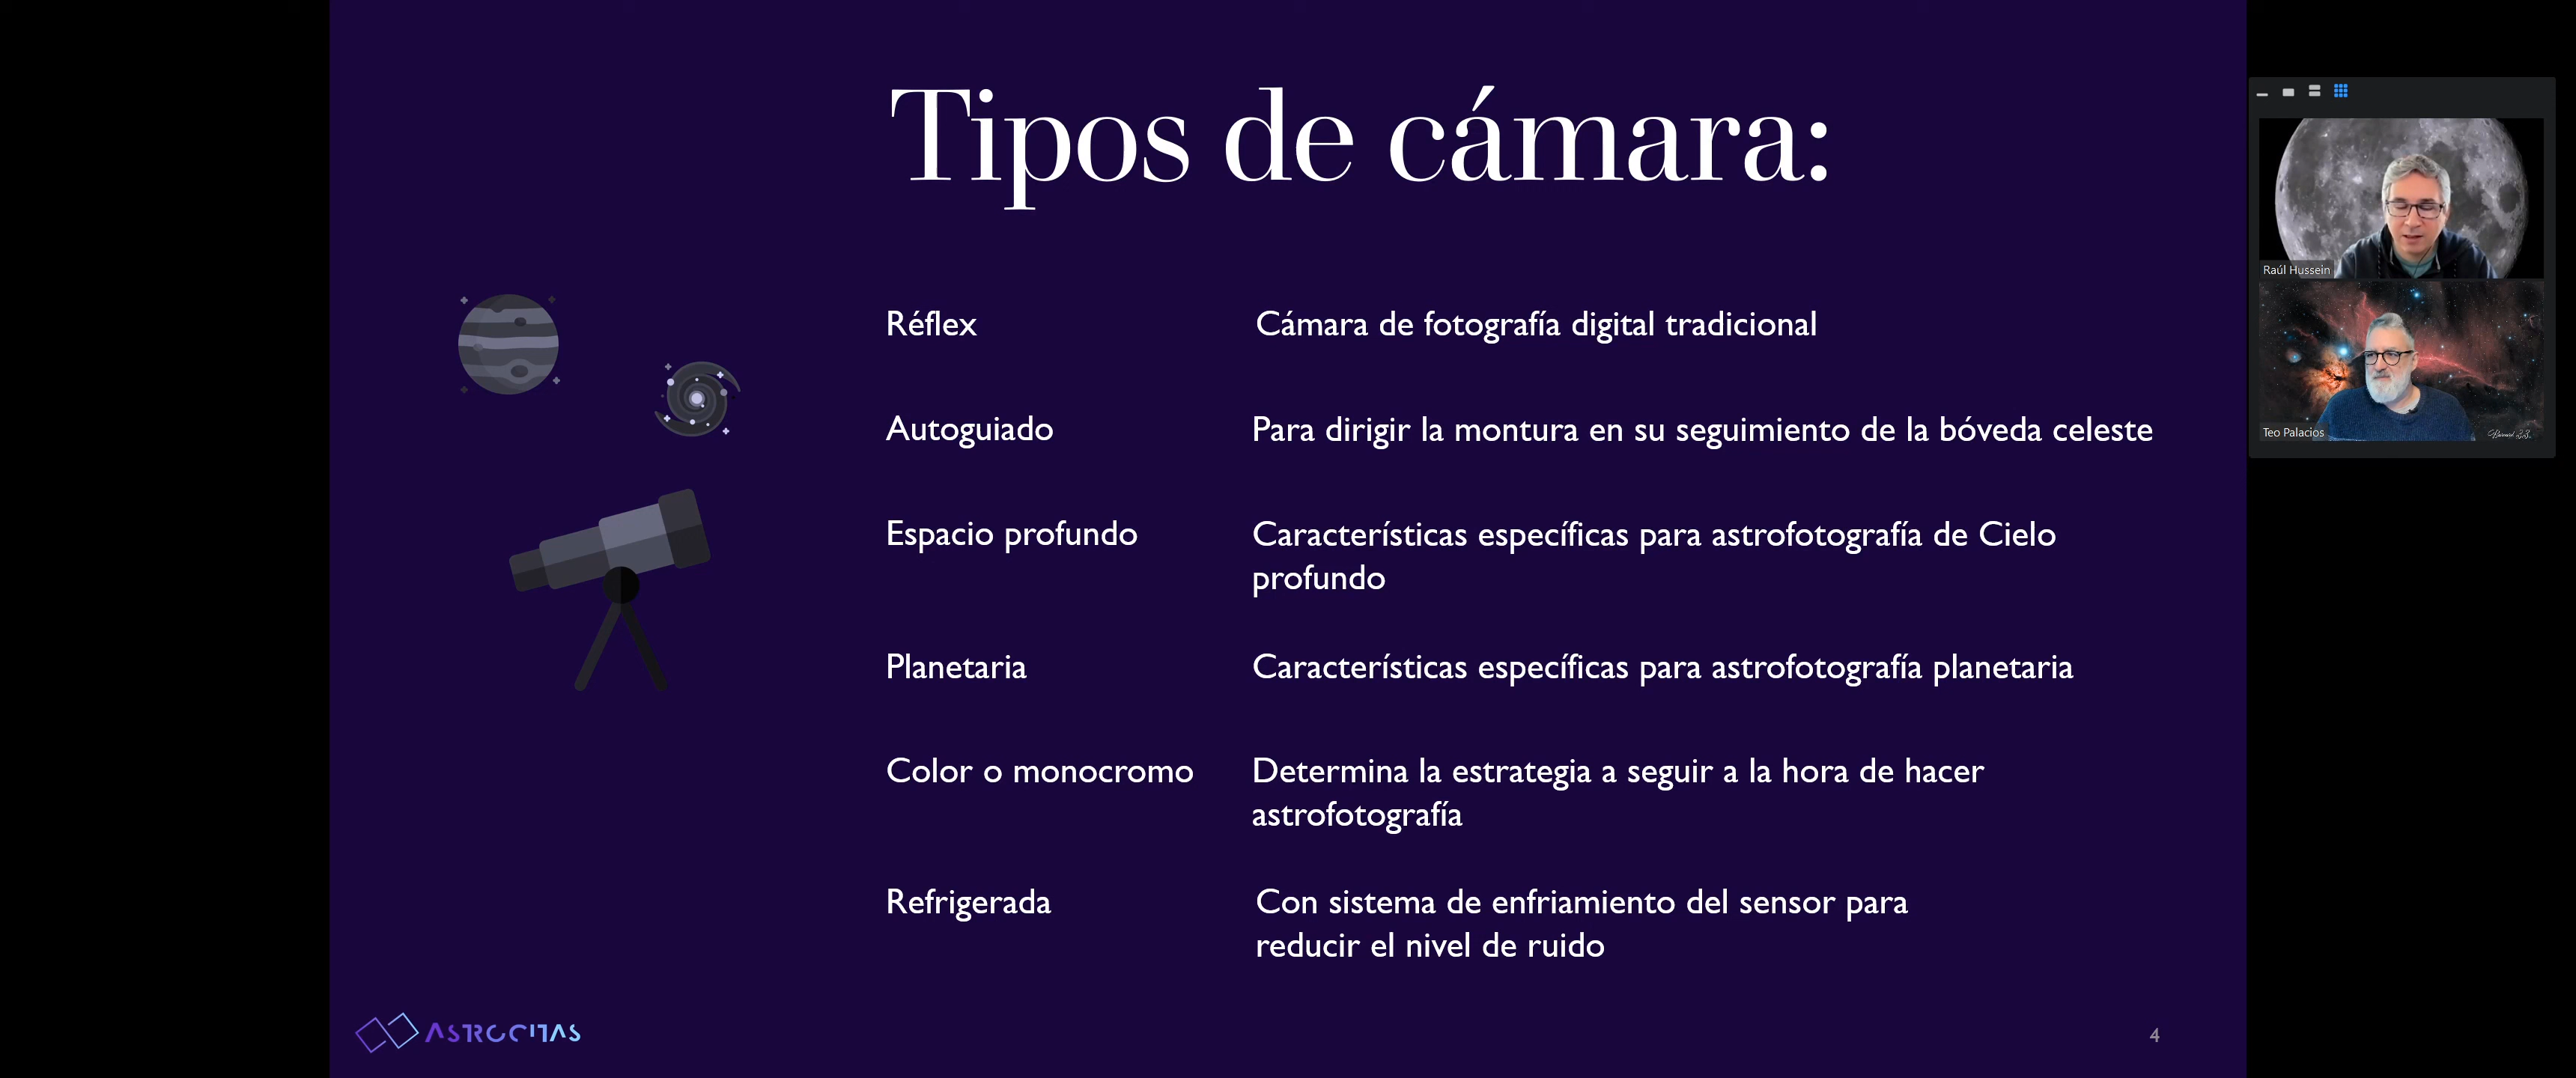 Tipos de cámara:
Réflex
Cámara de fotografía digital tradicional
Autoguiado
Para dirigir la montura en su seguimiento de la bóveda celeste
Espacio profundo
Características específicas para astrofotografía de Cielo
profundo
Planetaria
Características específicas para astrofotografía planetaria
Color o monocromo
Determina la estrategia a seguir a la hora de hacer
astrofotografía
Refrigerada
Con sistema de enfriamiento del sensor para
reducir el nivel de ruido
ASTROCITAS
4
Raúl Hussein
Teo Palacios